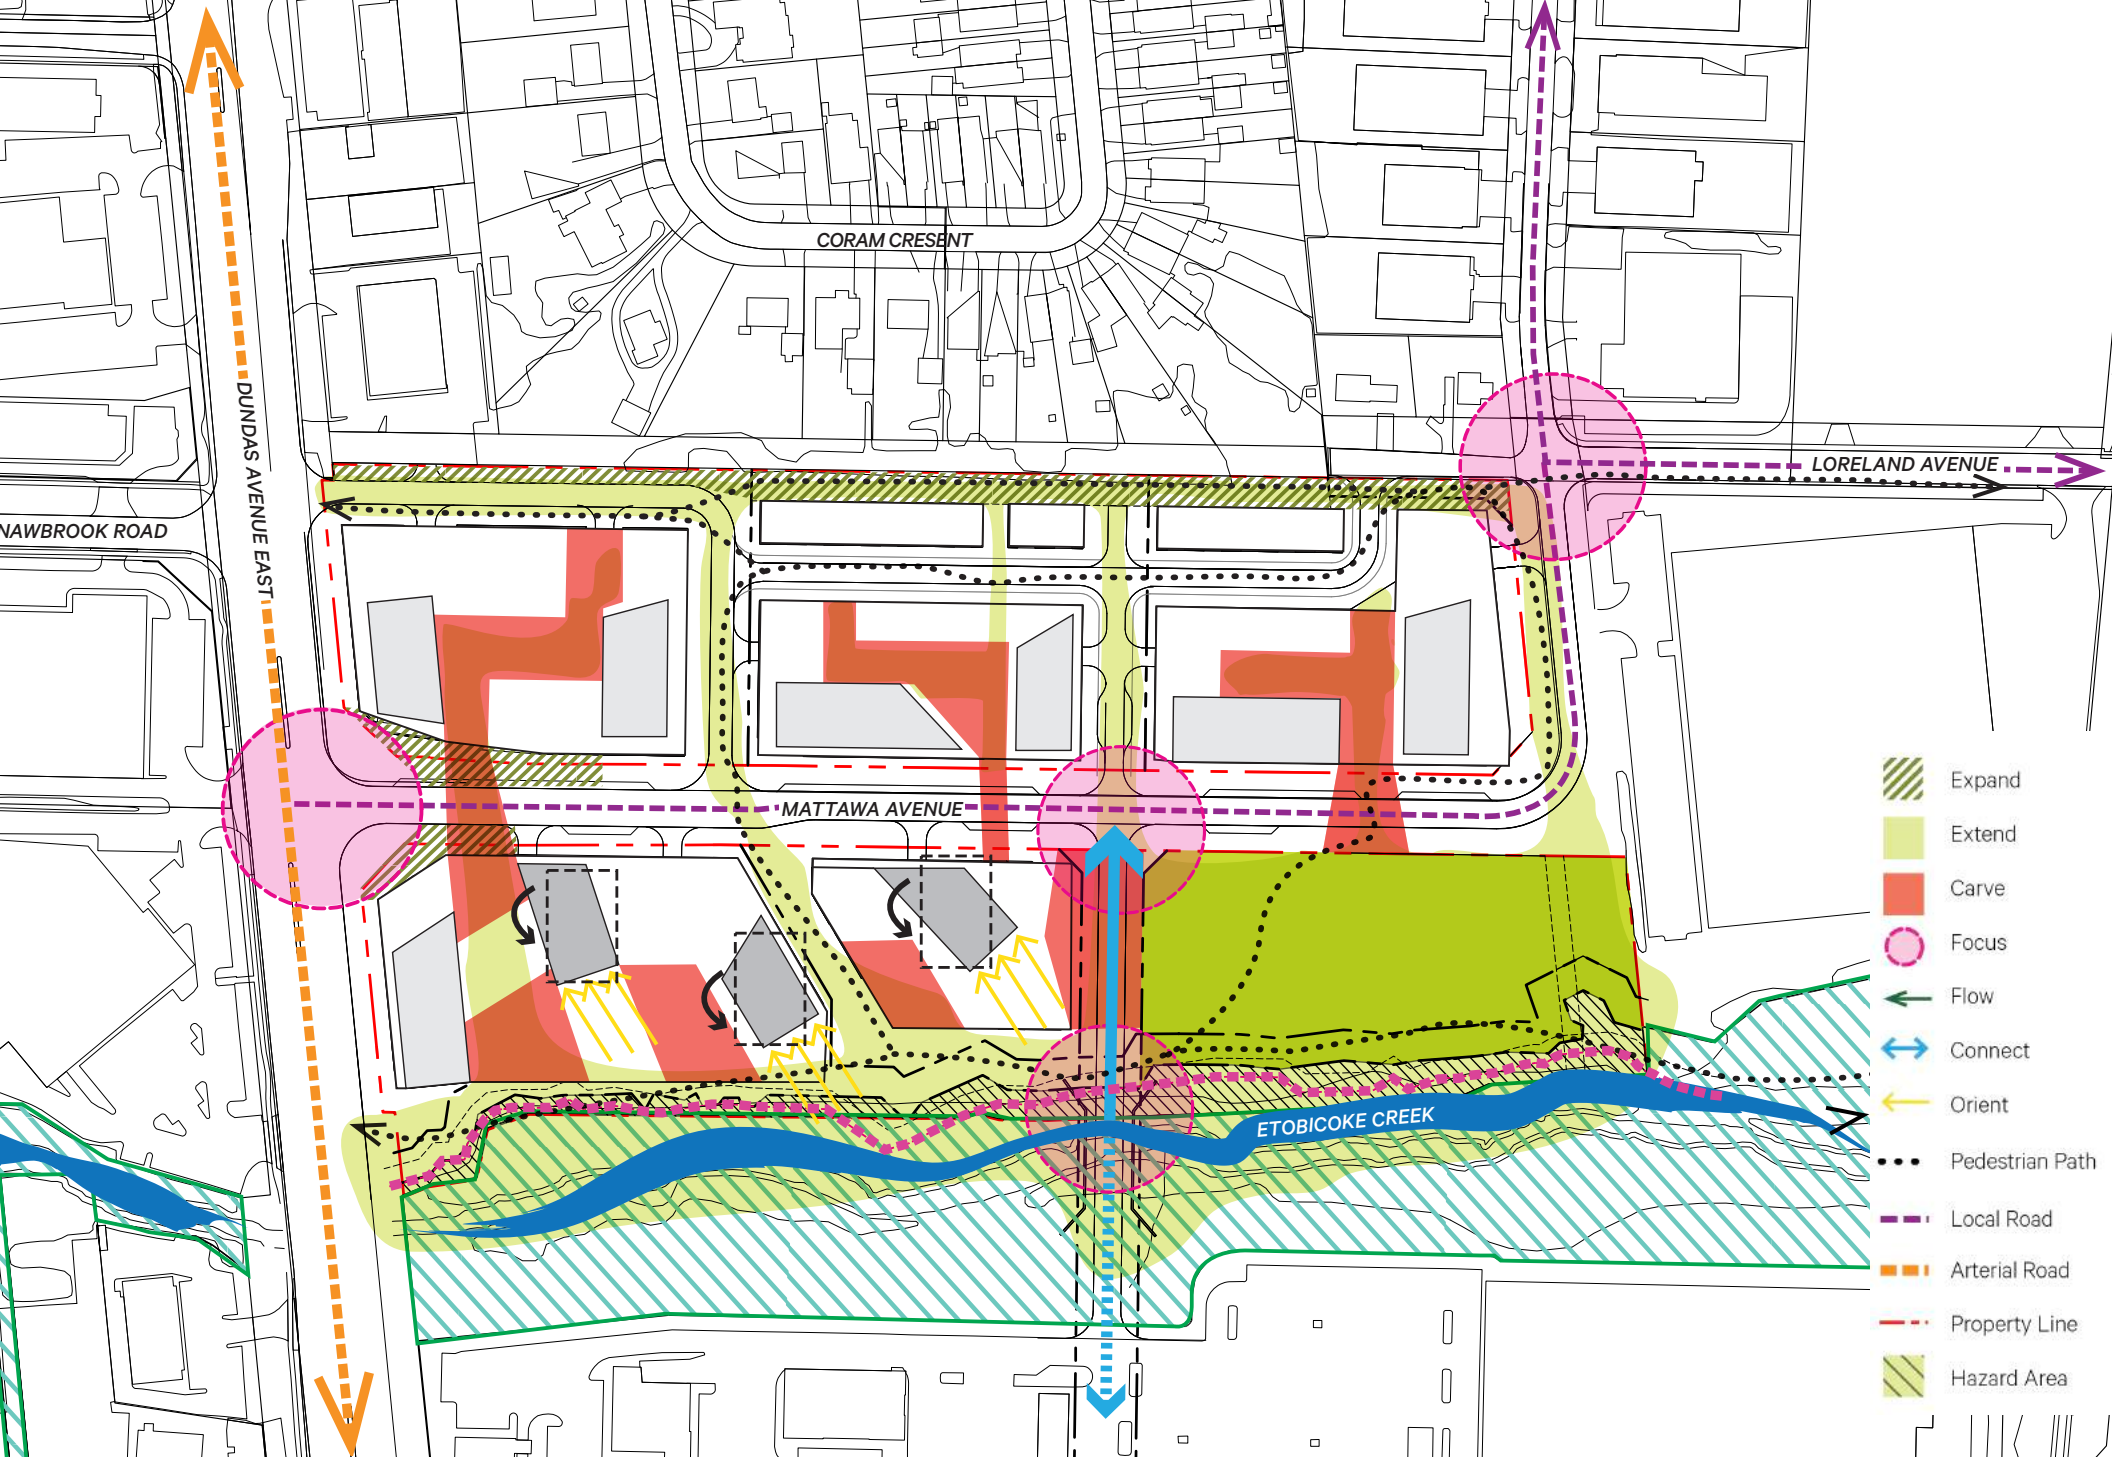 CORAM CRESENT
DUNDAS AVENUE EAST
LORELAND AVENUE
NAWBROOK ROAD
MATTAWA AVENUE
ETOBICOKE CREEK
Expand
Extend
Carve
Focus
Flow
Connect
Orient
Pedestrian Path
Local Road
Arterial Road
Property Line
Hazard Area